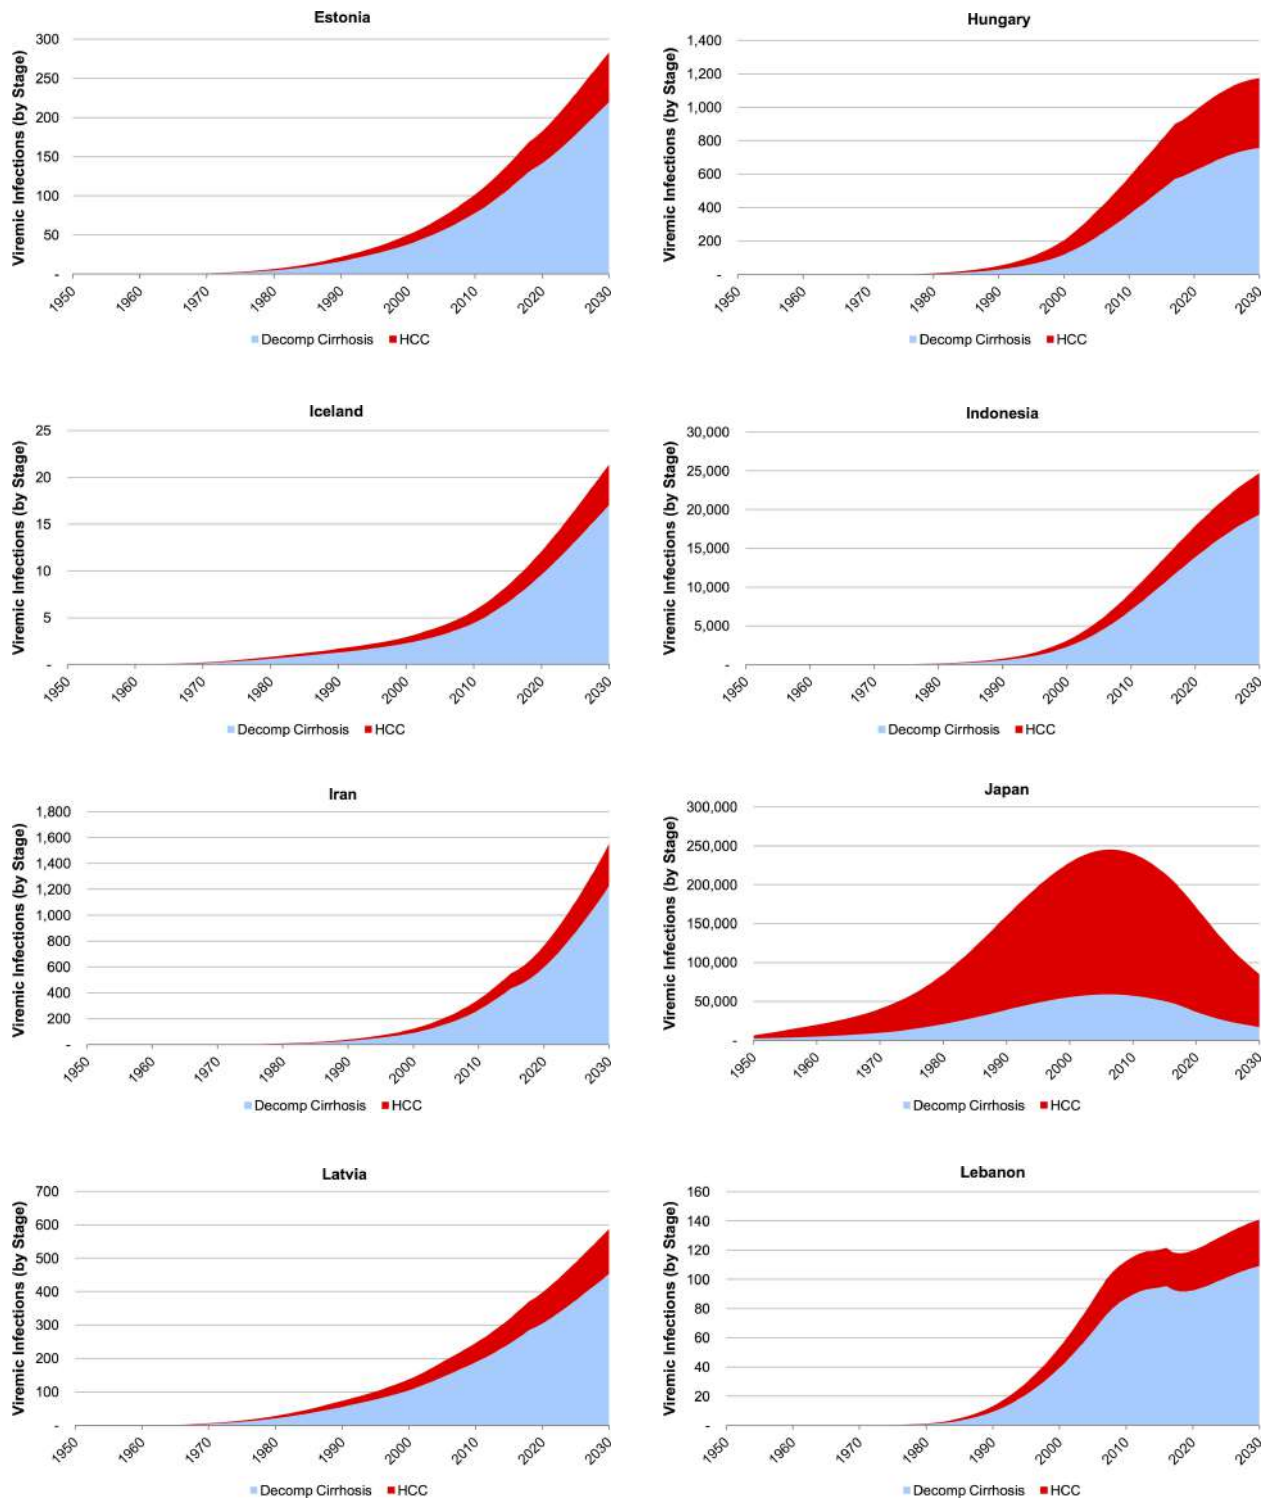 Estonia
Viremic Infections (by Stage)
300
250
200
150
100
50
-
1950 1960 1970 1980 1990 2000 2010 2020 2030
Decomp Cirrhosis HCC
Hungary
Viremic Infections (by Stage)
1,400
1,200
1,000
800
600
400
200
-
1950 1960 1970 1980 1990 2000 2010 2020 2030
Decomp Cirrhosis HCC
Iceland
Viremic Infections (by Stage)
25
20
15
10
5
-
1950 1960 1970 1980 1990 2000 2010 2020 2030
Decomp Cirrhosis HCC
Indonesia
Viremic Infections (by Stage)
30,000
25,000
20,000
15,000
10,000
5,000
-
1950 1960 1970 1980 1990 2000 2010 2020 2030
Decomp Cirrhosis HCC
Iran
Viremic Infections (by Stage)
1,800
1,600
1,400
1,200
1,000
800
600
400
200
-
1950 1960 1970 1980 1990 2000 2010 2020 2030
Decomp Cirrhosis HCC
Japan
Viremic Infections (by Stage)
300,000
250,000
200,000
150,000
100,000
50,000
-
1950 1960 1970 1980 1990 2000 2010 2020 2030
Decomp Cirrhosis HCC
Latvia
Viremic Infections (by Stage)
700
600
500
400
300
200
100
-
1950 1960 1970 1980 1990 2000 2010 2020 2030
Decomp Cirrhosis HCC
Lebanon
Viremic Infections (by Stage)
160
140
120
100
80
60
40
20
-
1950 1960 1970 1980 1990 2000 2010 2020 2030
Decomp Cirrhosis HCC